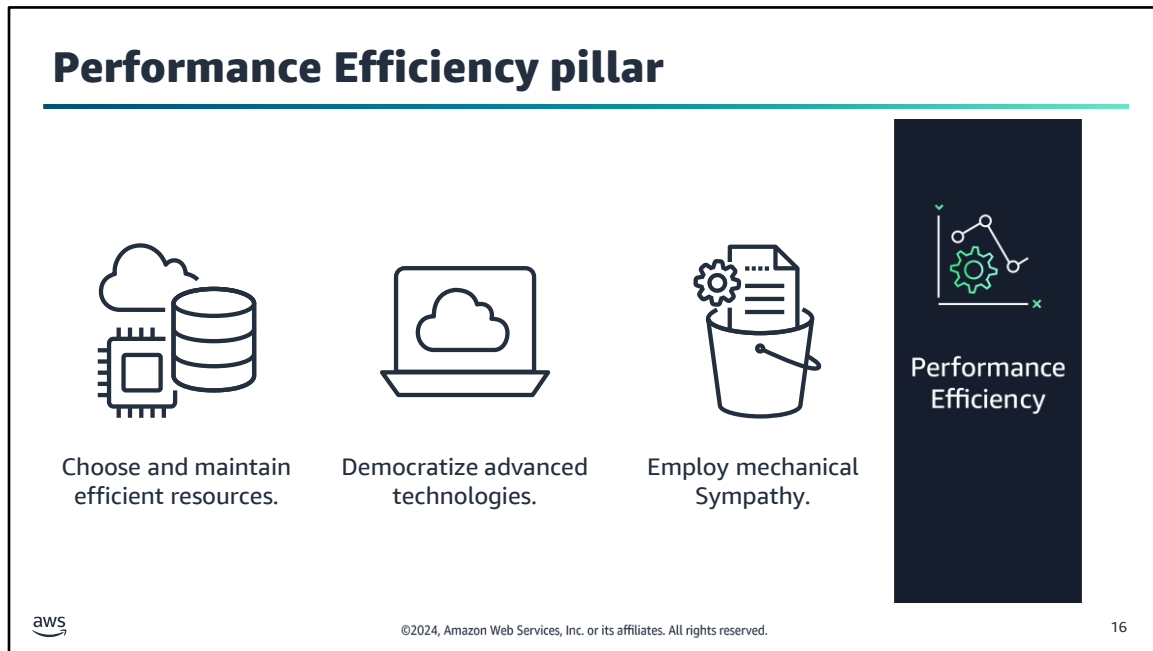 Performance Efficiency pillar
Choose and maintain
efficient resources.
Democratize advanced
technologies.
Employ mechanical
Sympathy.
Performance
Efficiency
aws
©2024, Amazon Web Services, Inc. or its affiliates. All rights reserved.
16